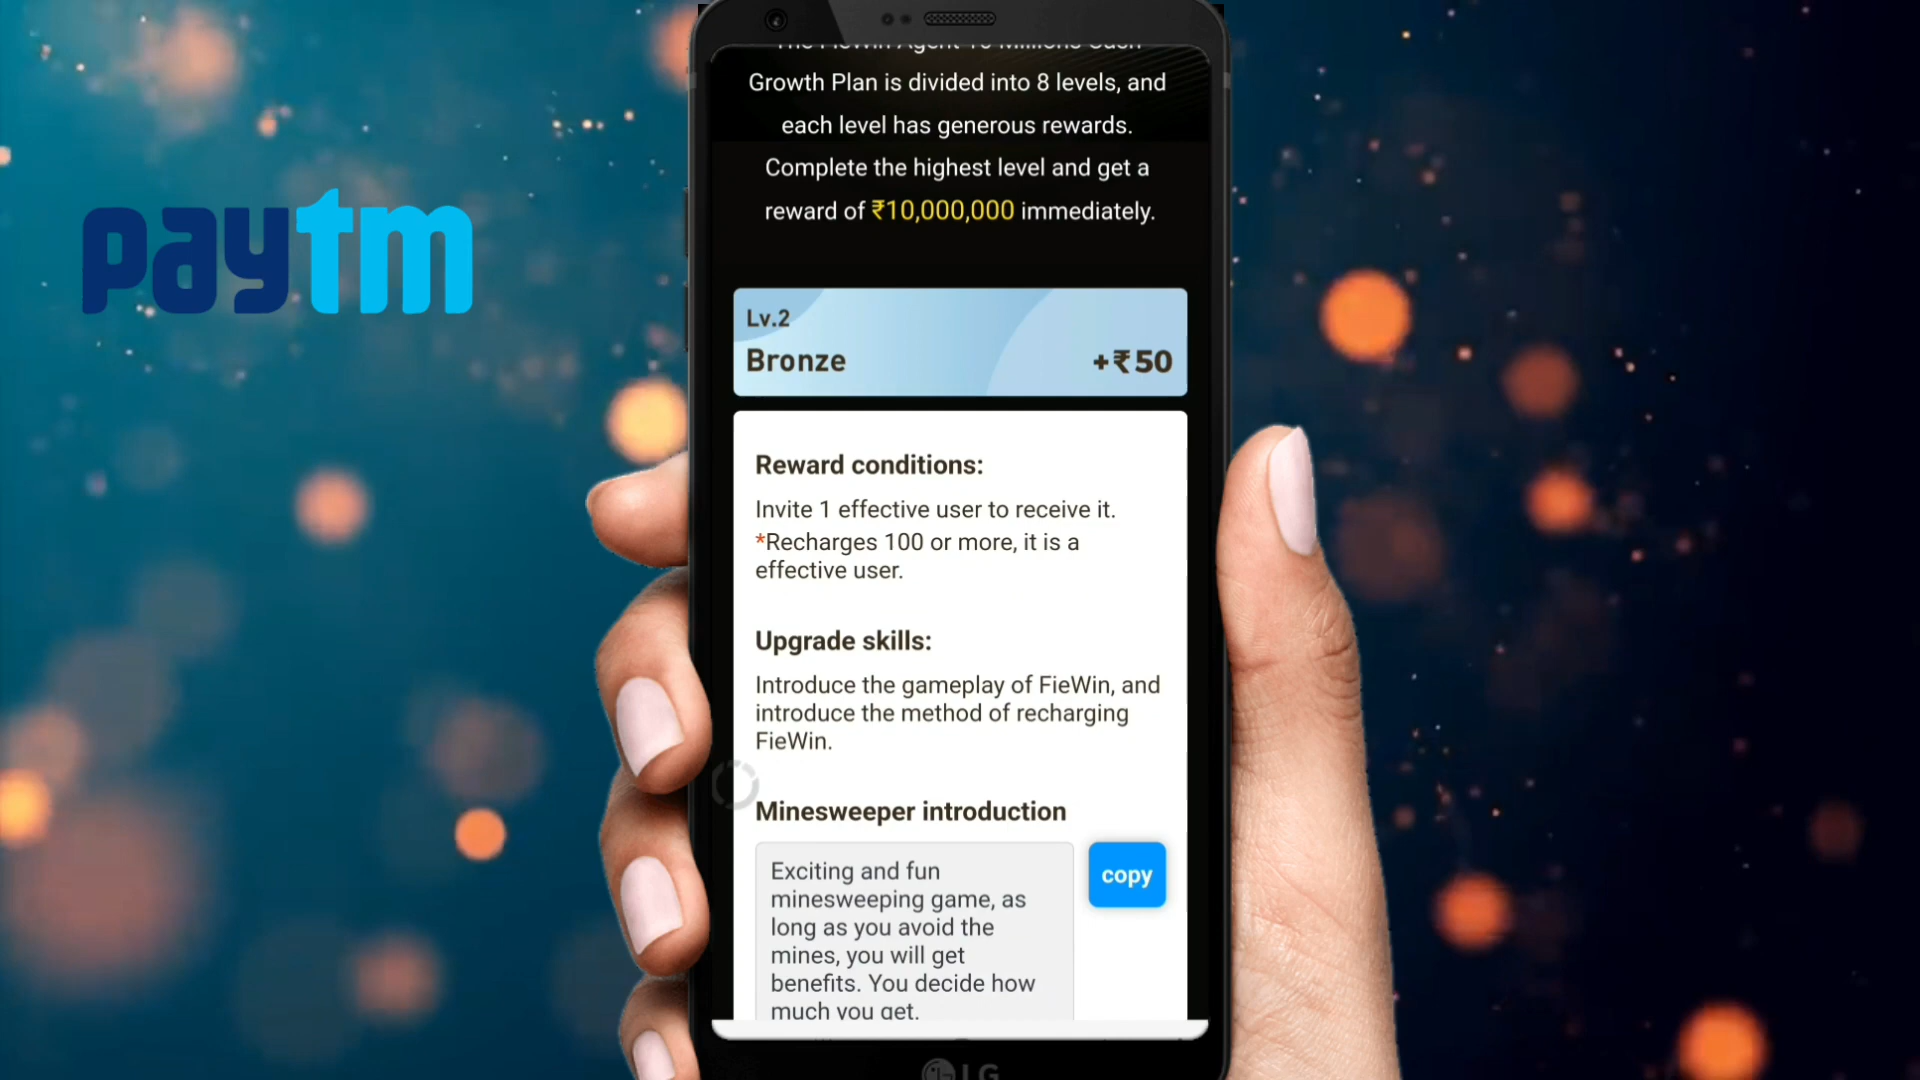 paytm
Growth Plan is divided into 8 levels, and
each level has generous rewards.
Complete the highest level and get a
reward of ₹10,000,000 immediately.
Lv.2
Bronze
+₹50
Reward conditions:
Invite 1 effective user to receive it.
*Recharges 100 or more, it is a
effective user.
Upgrade skills:
Introduce the gameplay of FieWin, and
introduce the method of recharging
FieWin.
Minesweeper introduction
Exciting and fun
minesweeping game, as
long as you avoid the
mines, you will get
benefits. You decide how
much you get.
copy
LG